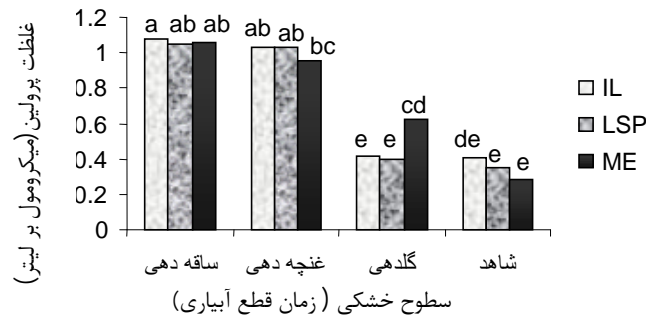 غلظت پرولین (میکرومول بر لیتر)
1.2
1
0.8
0.6
0.4
0.2
0
a ab ab
ab ab bc
e e cd
de e e
IL
LSP
ME
ساقه دهی غنچه دهی گلدهی شاهد
سطوح خشکی ( زمان قطع آبیاری)